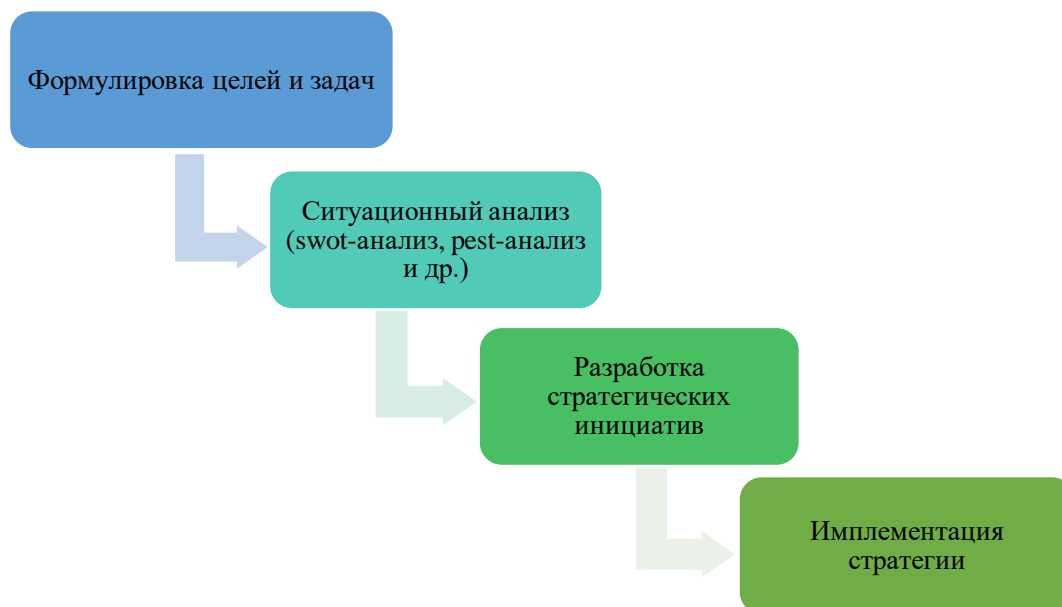 Формулировка целей и задач
Ситуационный анализ
(swot-анализ, pest-анализ
и др.)
Разработка
стратегических
инициатив
Имплементация
стратегии